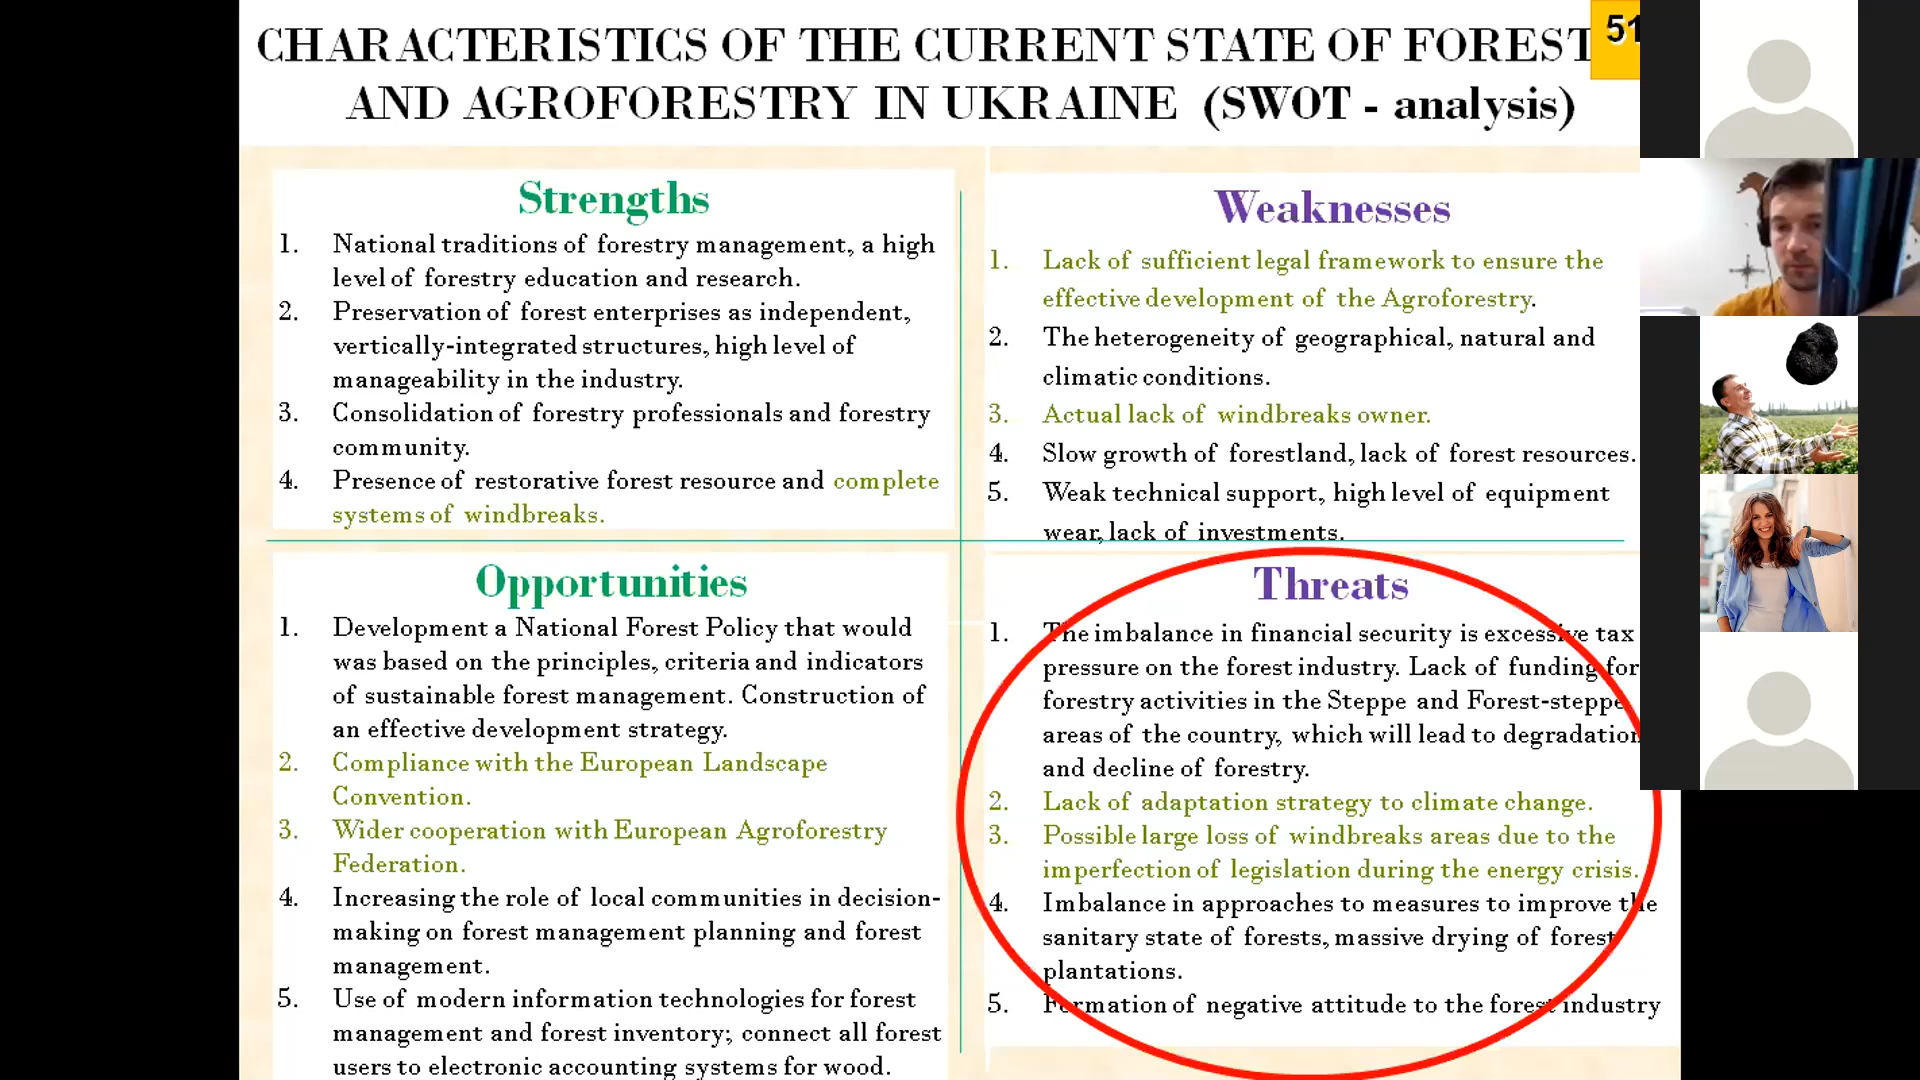 CHARACTERISTICS OF THE CURRENT STATE OF FOREST
51
AND AGROFORESTRY IN UKRAINE (SWOT - analysis)
Strengths
1. National traditions of forestry management, a high
level of forestry education and research.
2. Preservation of forest enterprises as independent,
vertically-integrated structures, high level of
manageability in the industry.
3. Consolidation of forestry professionals and forestry
community.
4. Presence of restorative forest resource and complete
systems of windbreaks.
Weaknesses
1. Lack of sufficient legal framework to ensure the
effective development of the Agroforestry.
2. The heterogeneity of geographical, natural and
climatic conditions.
3. Actual lack of windbreaks owner.
4. Slow growth of forestland, lack of forest resources.
5. Weak technical support, high level of equipment
wear, lack of investments.
Opportunities
1. Development a National Forest Policy that would
was based on the principles, criteria and indicators
of sustainable forest management. Construction of
an effective development strategy.
2. Compliance with the European Landscape
Convention.
3. Wider cooperation with European Agroforestry
Federation.
4. Increasing the role of local communities in decision-
making on forest management planning and forest
management.
5. Use of modern information technologies for forest
management and forest inventory; connect all forest
users to electronic accounting systems for wood.
Threats
1. The imbalance in financial security is excessive tax
pressure on the forest industry. Lack of funding for
forestry activities in the Steppe and Forest-steppe
areas of the country, which will lead to degradation
and decline of forestry.
2. Lack of adaptation strategy to climate change.
3. Possible large loss of windbreaks areas due to the
imperfection of legislation during the energy crisis.
4. Imbalance in approaches to measures to improve the
sanitary state of forests, massive drying of forest
plantations.
5. Formation of negative attitude to the forest industry